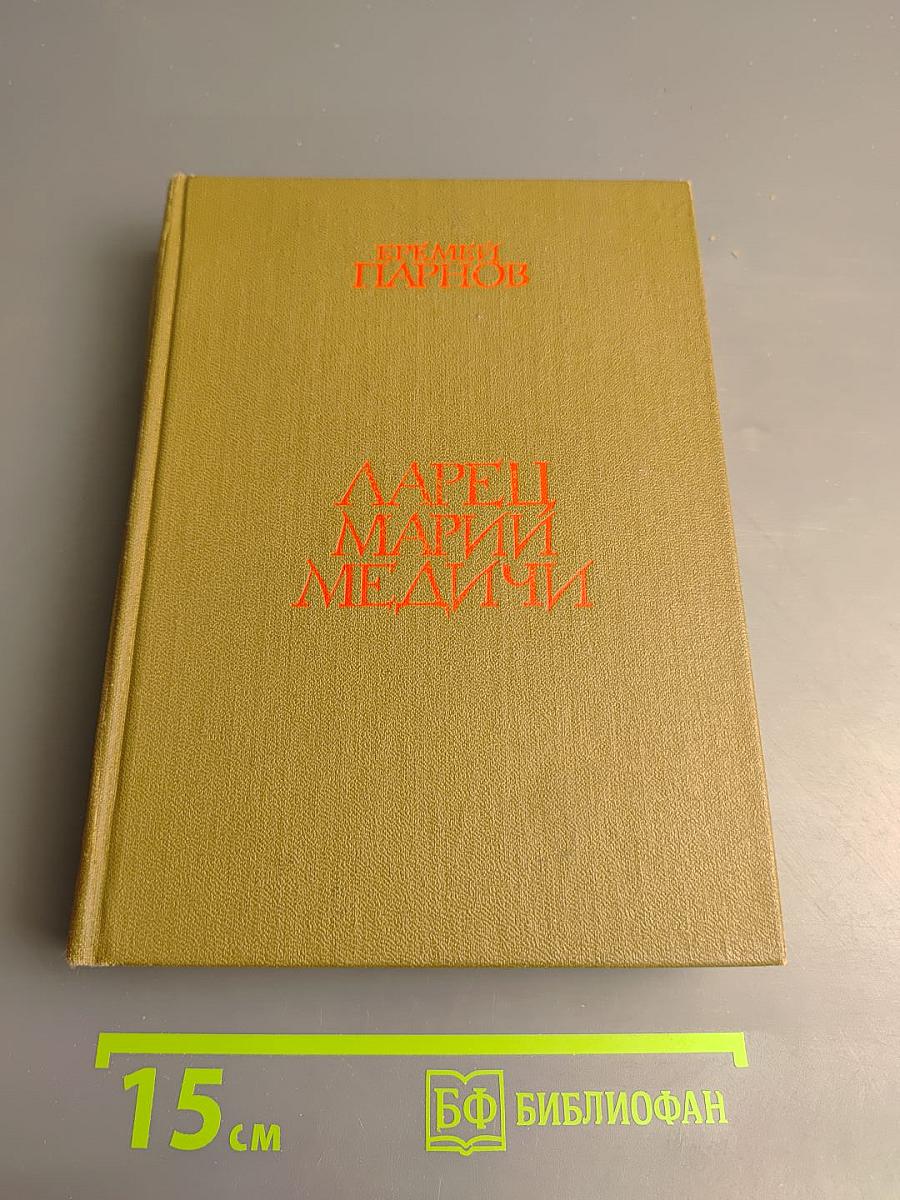 ЕРЕМЕЙ
ПАРНОВ
ЛАРЕЦ
МАРИИ
МЕДИЧИ
15 см
БФ БИБЛИОФАН